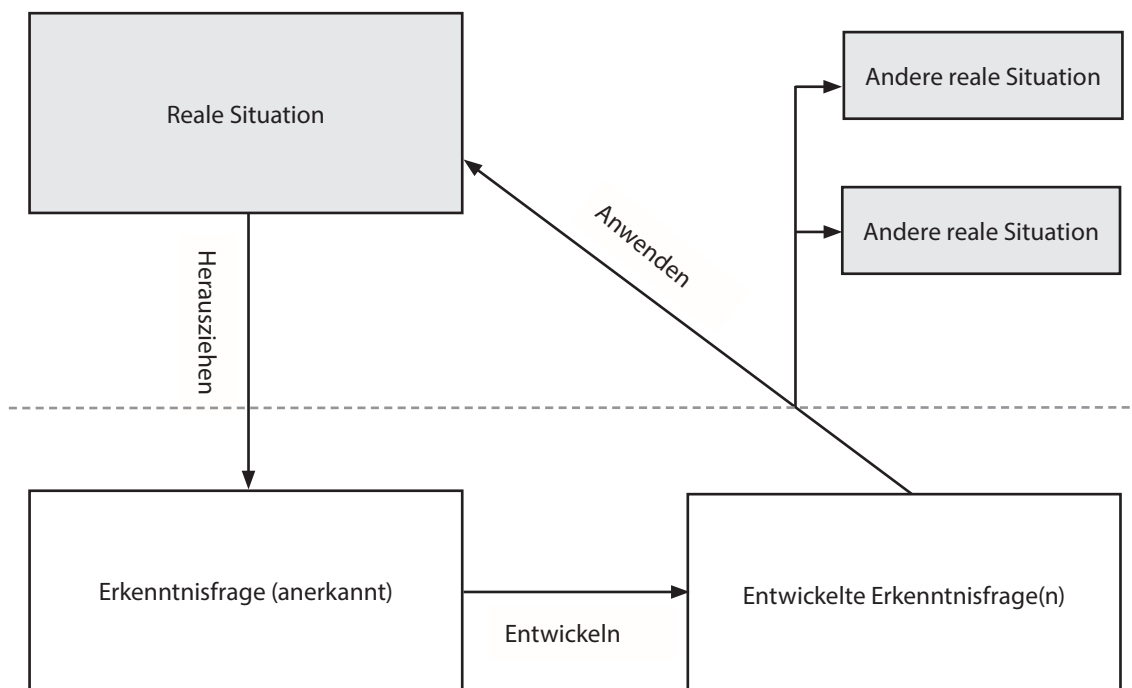 Reale Situation
Andere reale Situation
Andere reale Situation
Anwenden
Herausziehen
Erkenntnisfrage (anerkannt)
Entwickeln
Entwickelte Erkenntnisfrage(n)